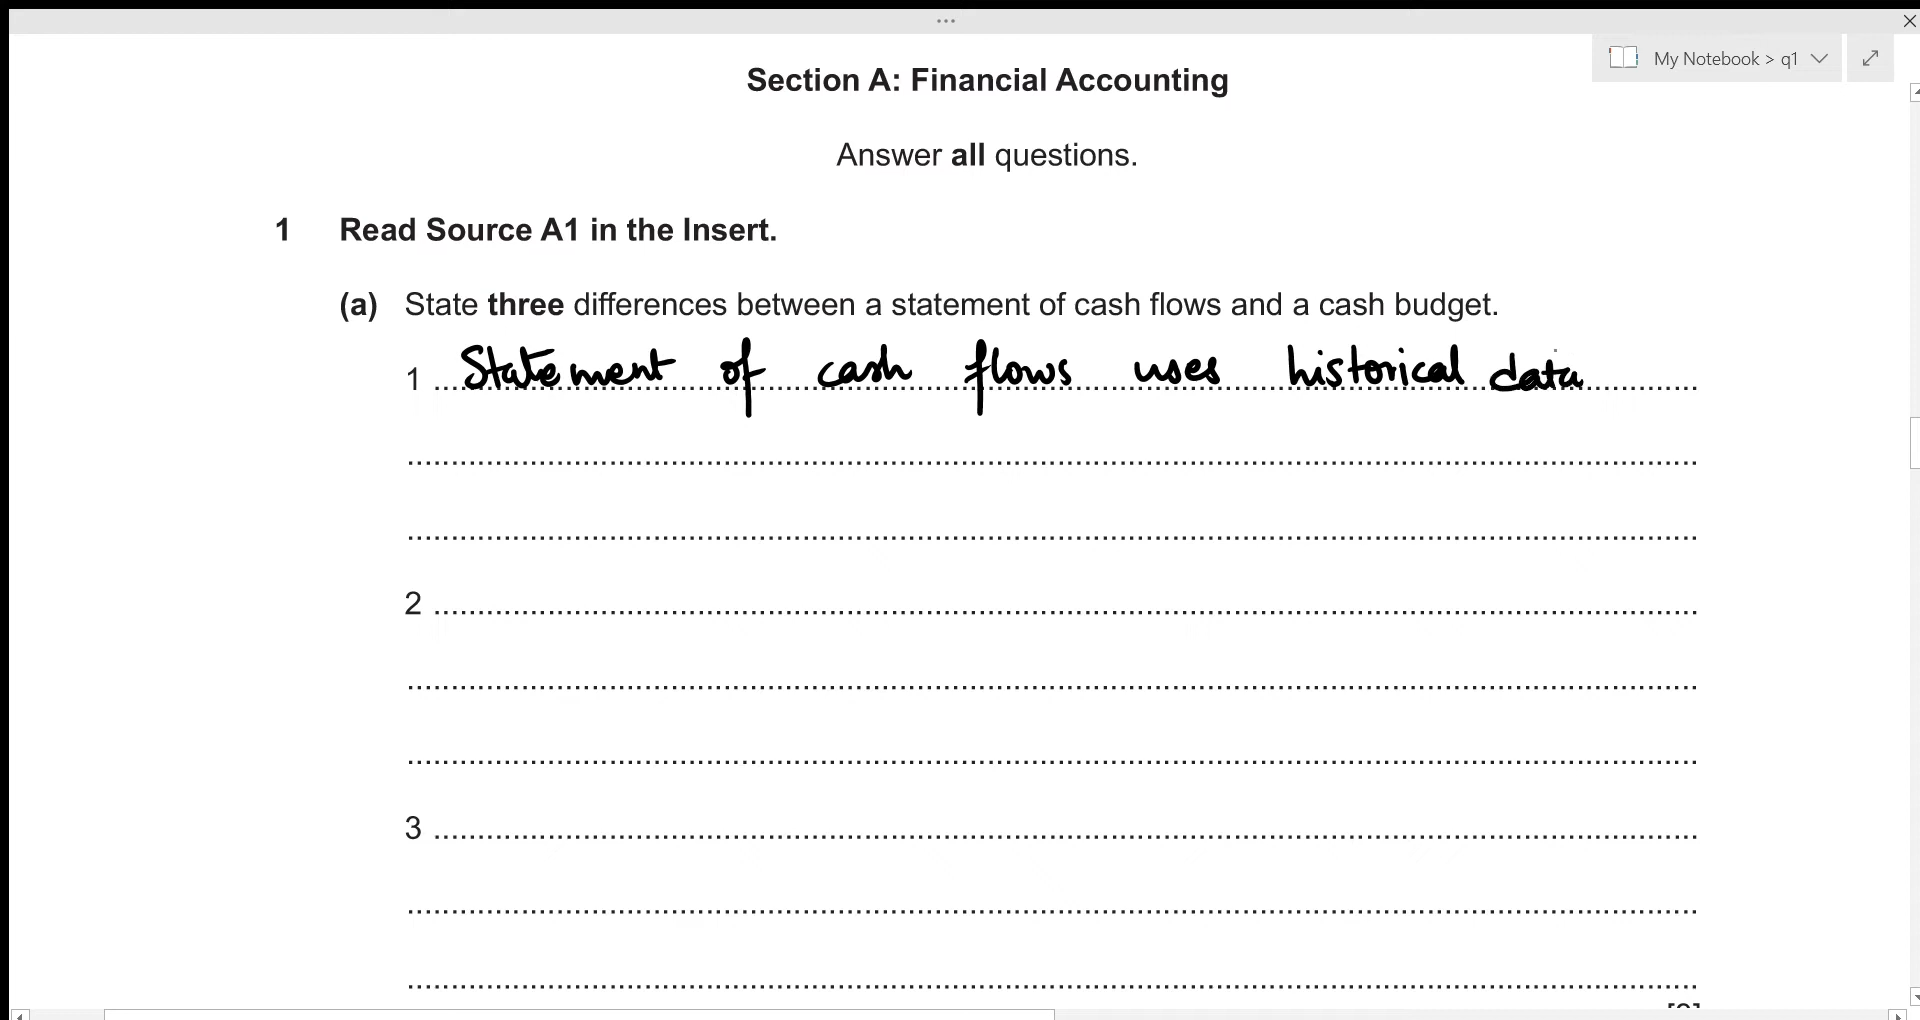 My Notebook > q1
Section A: Financial Accounting
Answer all questions.
1 Read Source A1 in the Insert.
(a) State three differences between a statement of cash flows and a cash budget.
1 Statement of cash flows uses historical data
2
3